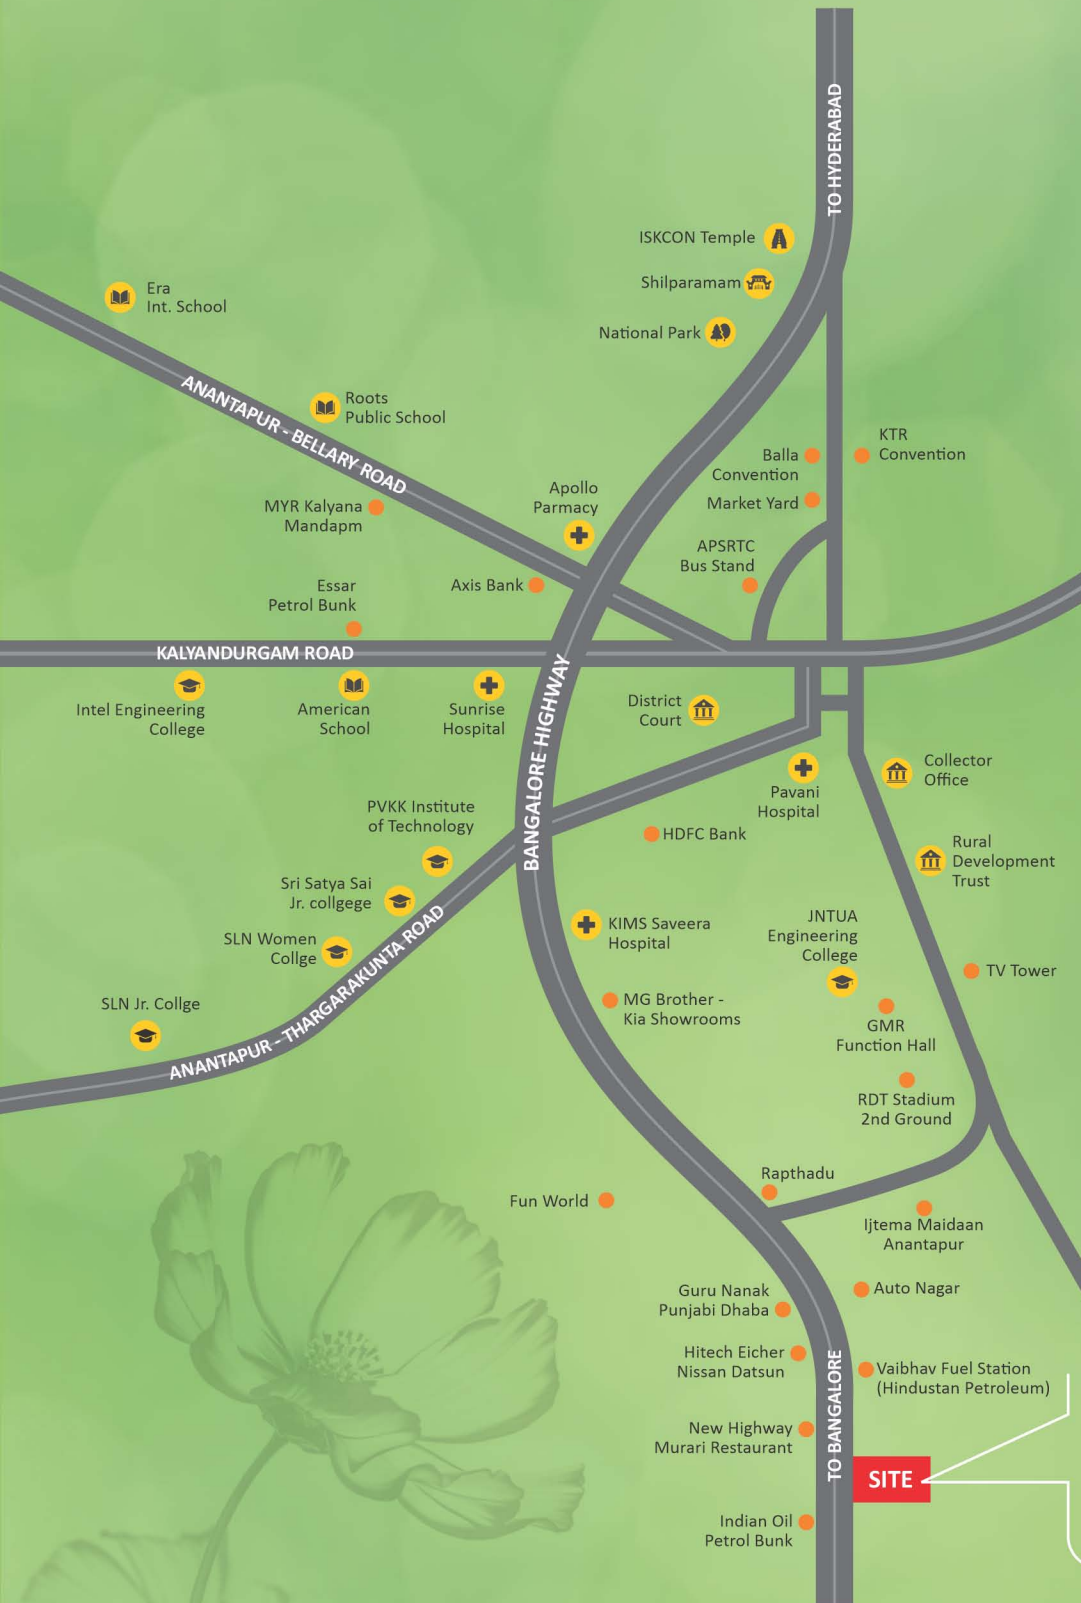 TO HYDERABAD
ISKCON Temple
Shilparamam
National Park
Era
Int. School
ANANTAPUR - BELLARY ROAD
Roots
Public School
KTR
Convention
Balla
Convention
Market Yard
Apollo
Parmacy
MYR Kalyana
Mandapm
APSRTC
Bus Stand
Axis Bank
Essar
Petrol Bunk
KALYANDURGAM ROAD
Intel Engineering
College
American
School
Sunrise
Hospital
BANGALORE HIGHWAY
District
Court
Pavani
Hospital
Collector
Office
PVKK Institute
of Technology
HDFC Bank
Rural
Development
Trust
Sri Satya Sai
Jr. collgege
SLN Women
Collge
SLN Jr. Collge
ANANTAPUR - THARGARAKUNTA ROAD
KIMS Saveera
Hospital
JNTUA
Engineering
College
TV Tower
MG Brother -
Kia Showrooms
GMR
Function Hall
RDT Stadium
2nd Ground
Rapthadu
Fun World
Ijtema Maidaan
Anantapur
Guru Nanak
Punjabi Dhaba
Auto Nagar
Hitech Eicher
Nissan Datsun
Vaibhav Fuel Station
(Hindustan Petroleum)
TO BANGALORE
New Highway
Murari Restaurant
SITE
Indian Oil
Petrol Bunk